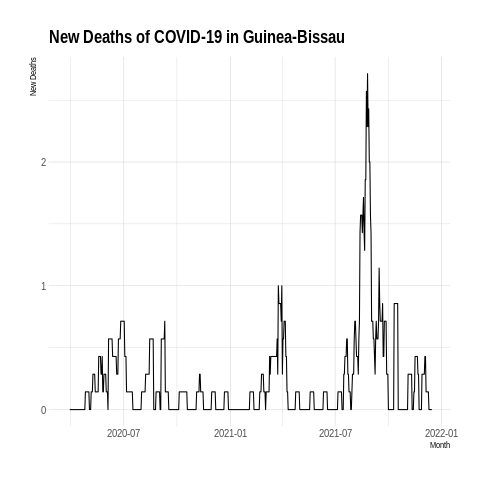 New Deaths of COVID-19 in Guinea-Bissau
New Deaths
2
1
0
2020-07
2021-01
2021-07
2022-01
Month